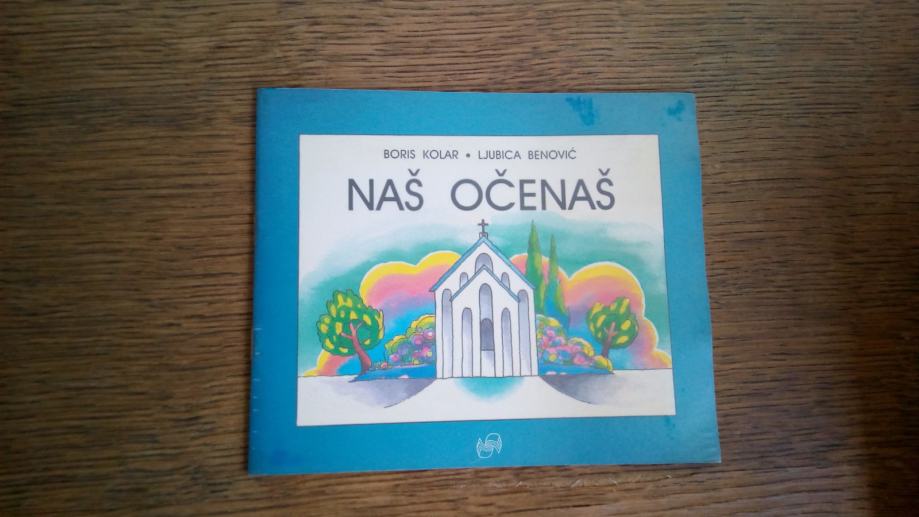 BORIS KOLAR • LJUBICA BENOVIĆ
NAŠ OČENAŠ